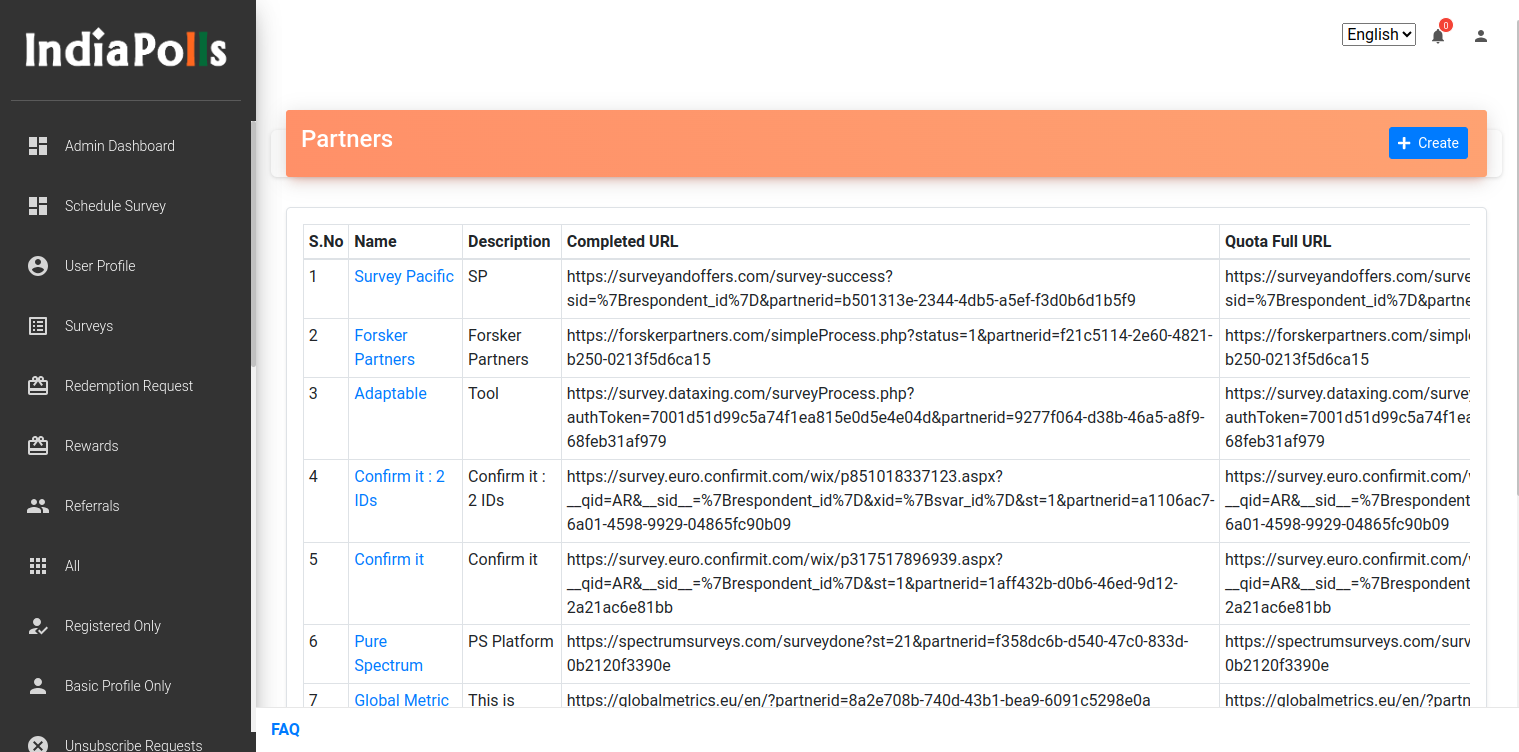 IndiaPolls
English
0
Admin Dashboard
Schedule Survey
User Profile
Surveys
Redemption Request
Rewards
Referrals
All
Registered Only
Basic Profile Only
Unsubscribe Requests
Partners
Create
S.No Name Description Completed URL Quota Full URL
1 Survey Pacific SP https://surveyandoffers.com/survey-success? https://surveyandoffers.com/surve
sid=%7Brespondent_id%7D&partnerid=b501313e-2344-4db5-a5ef-f3d0b6d1b5f9 sid=%7Brespondent_id%7D&partne
2 Forsker Forsker https://forskerpartners.com/simpleProcess.php?status=1&partnerid=f21c5114-2e60-4821- https://forskerpartners.com/simpl
Partners Partners b250-0213f5d6ca15 b250-0213f5d6ca15
3 Adaptable Tool https://survey.dataxing.com/surveyProcess.php? https://survey.dataxing.com/surve
authToken=7001d51d99c5a74f1ea815e0d5e4e04d&partnerid=9277f064-d38b-46a5-a8f9- authToken=7001d51d99c5a74f1ea
68feb31af979 68feb31af979
4 Confirm it : 2 Confirm it : https://survey.euro.confirmit.com/wix/p851018337123.aspx? https://survey.euro.confirmit.com/
IDs 2 IDs __qid=AR&__sid__=%7Brespondent_id%7D&xid=%7Bsvar_id%7D&st=1&partnerid=a1106ac7- __qid=AR&__sid__=%7Brespondent
6a01-4598-9929-04865fc90b09 6a01-4598-9929-04865fc90b09
5 Confirm it Confirm it https://survey.euro.confirmit.com/wix/p317517896939.aspx? https://survey.euro.confirmit.com/
__qid=AR&__sid__=%7Brespondent_id%7D&st=1&partnerid=1aff432b-d0b6-46ed-9d12- __qid=AR&__sid__=%7Brespondent
2a21ac6e81bb 2a21ac6e81bb
6 Pure PS Platform https://spectrumsurveys.com/surveydone?st=21&partnerid=f358dc6b-d540-47c0-833d- https://spectrumsurveys.com/surv
Spectrum 0b2120f3390e 0b2120f3390e
7 Global Metric This is https://globalmetrics.eu/en/?partnerid=8a2e708b-740d-43b1-bea9-6091c5298e0a https://globalmetrics.eu/en/?partn
FAQ